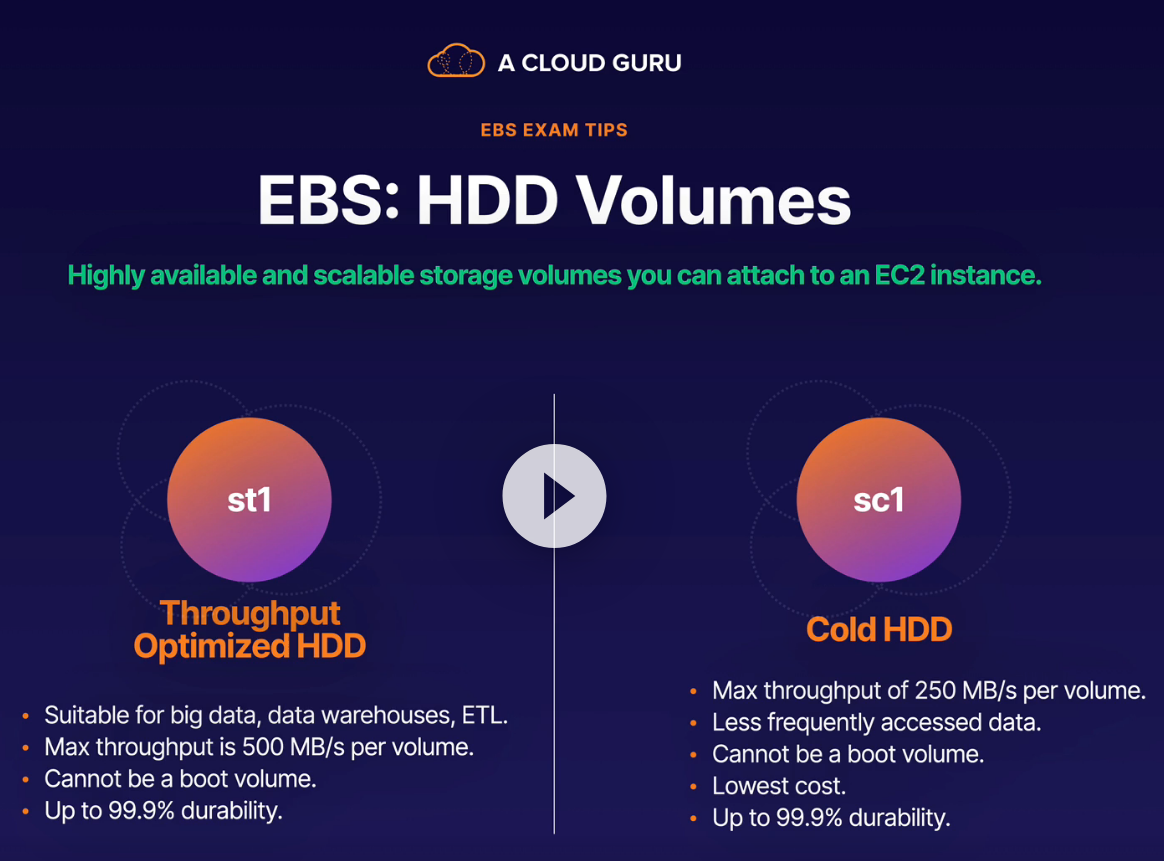 A CLOUD GURU
EBS EXAM TIPS
EBS: HDD Volumes
Highly available and scalable storage volumes you can attach to an EC2 instance.
st1
Throughput
Optimized HDD
• Suitable for big data, data warehouses, ETL.
• Max throughput is 500 MB/s per volume.
• Cannot be a boot volume.
• Up to 99.9% durability.
sc1
Cold HDD
• Max throughput of 250 MB/s per volume.
• Less frequently accessed data.
• Cannot be a boot volume.
• Lowest cost.
• Up to 99.9% durability.